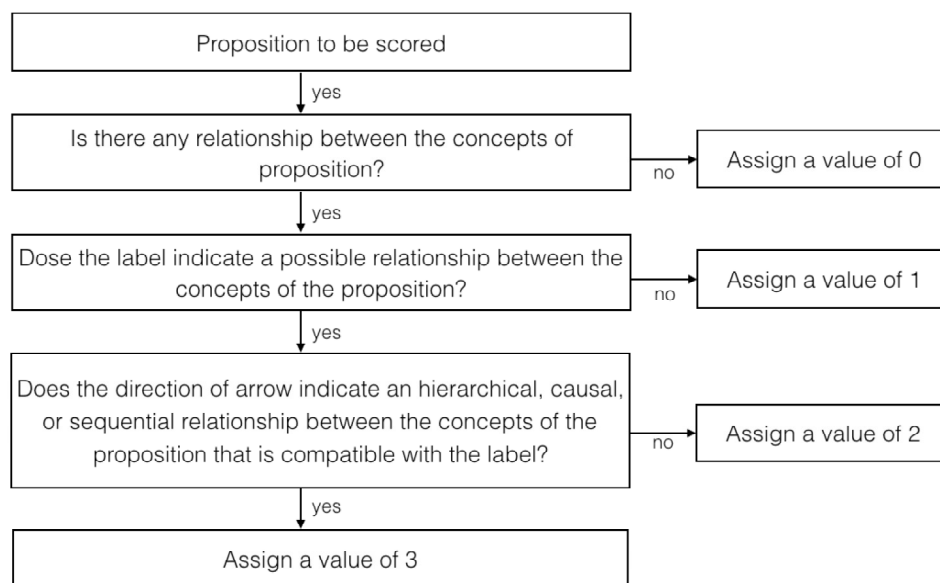 Proposition to be scored
yes
Is there any relationship between the concepts of
proposition?
no
Assign a value of 0
yes
Dose the label indicate a possible relationship between the
concepts of the proposition?
no
Assign a value of 1
yes
Does the direction of arrow indicate an hierarchical, causal,
or sequential relationship between the concepts of the
proposition that is compatible with the label?
no
Assign a value of 2
yes
Assign a value of 3